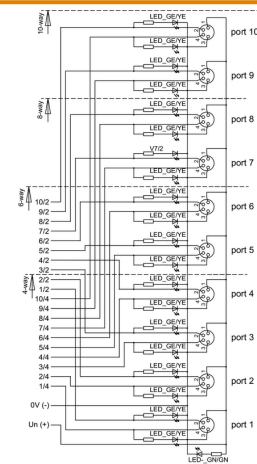 10-way
LED_GE/YE
LED_GE/YE
port 10
LED_GE/YE
LED_GE/YE
port 9
8-way
LED_GE/YE
LED_GE/YE
port 8
V7/2
LED_GE/YE
port 7
6-way
LED_GE/YE
LED_GE/YE
port 6
LED_GE/YE
LED_GE/YE
port 5
4-way
LED_GE/YE
LED_GE/YE
port 4
LED_GE/YE
LED_GE/YE
port 3
LED_GE/YE
LED_GE/YE
port 2
LED_GE/YE
LED_GE/YE
port 1
LED-_GN/GN
10/2
9/2
8/2
7/2
6/2
5/2
4/2
3/2
2/2
1/2
10/4
9/4
8/4
7/4
6/4
5/4
4/4
3/4
2/4
1/4
0V (-)
Un (+)